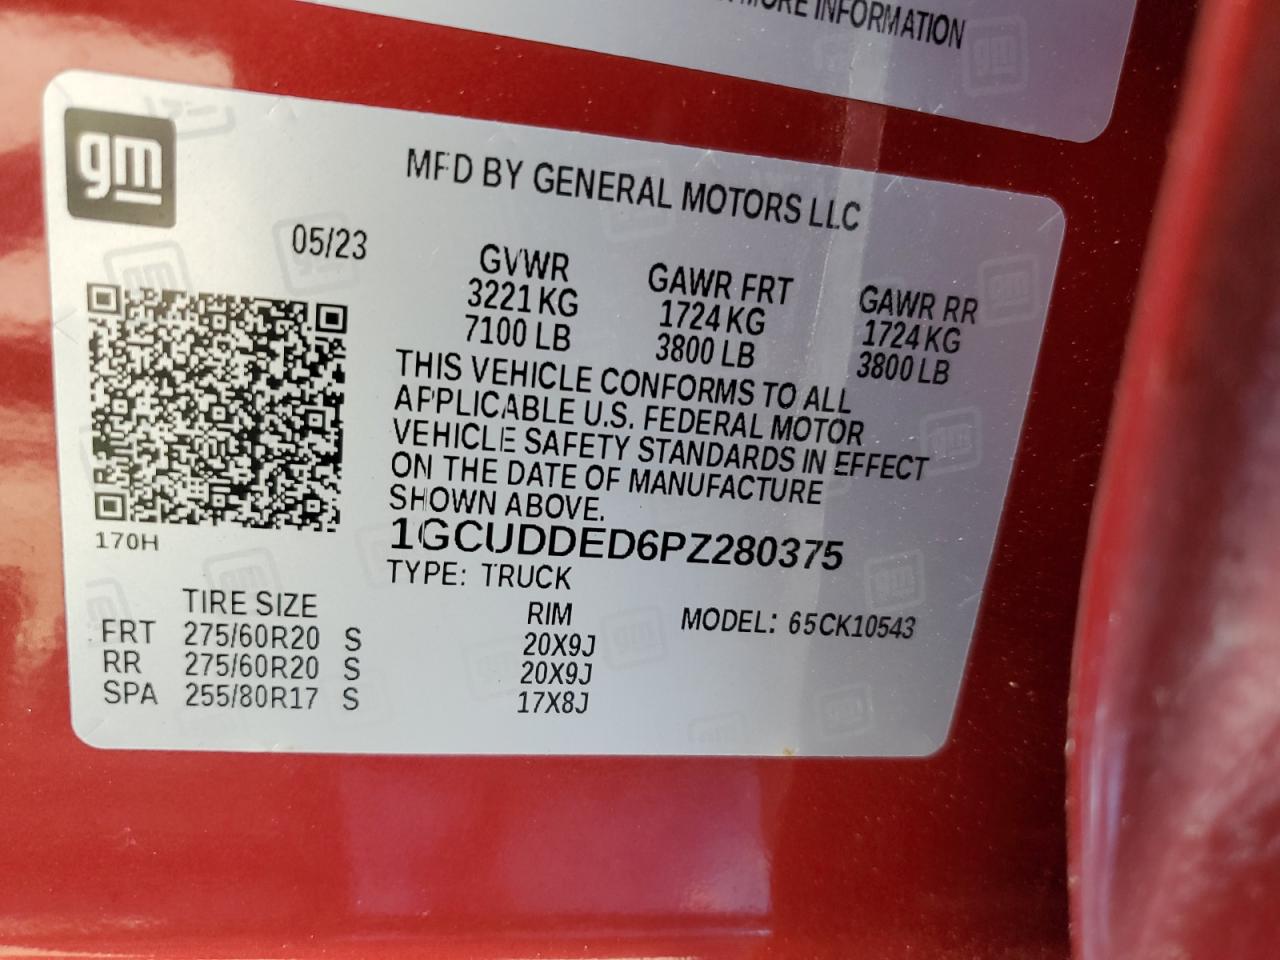 MORE INFORMATION
gm
MFD BY GENERAL MOTORS LLC
05/23
GVWR GAWR FRT GAWR RR
3221 KG 1724 KG 1724 KG
7100 LB 3800 LB 3800 LB
THIS VEHICLE CONFORMS TO ALL
APPLICABLE U.S. FEDERAL MOTOR
VEHICLE SAFETY STANDARDS IN EFFECT
ON THE DATE OF MANUFACTURE
SHOWN ABOVE.
170H
1GCUDDED6PZ280375
TYPE: TRUCK
TIRE SIZE RIM MODEL: 65CK10543
FRT 275/60R20 S 20X9J
RR 275/60R20 S 20X9J
SPA 255/80R17 S 17X8J